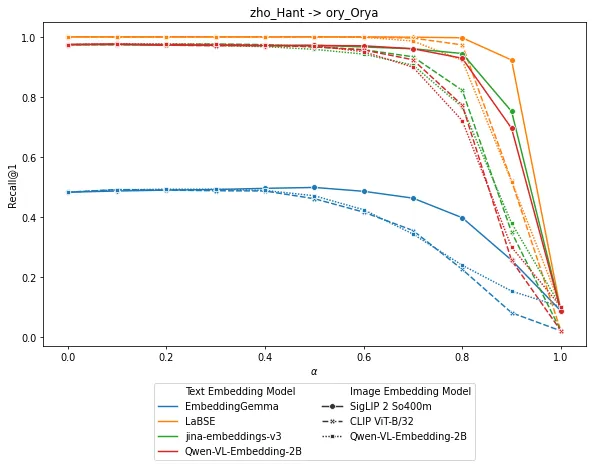 zho_Hant -> ory_Orya
1.0
0.8
0.6
0.4
0.2
0.0
Recall@1
0.0 0.2 0.4 0.6 0.8 1.0
α
Text Embedding Model
EmbeddingGemma
LaBSE
jina-embeddings-v3
Qwen-VL-Embedding-2B
Image Embedding Model
SigLIP 2 So400m
CLIP ViT-B/32
Qwen-VL-Embedding-2B